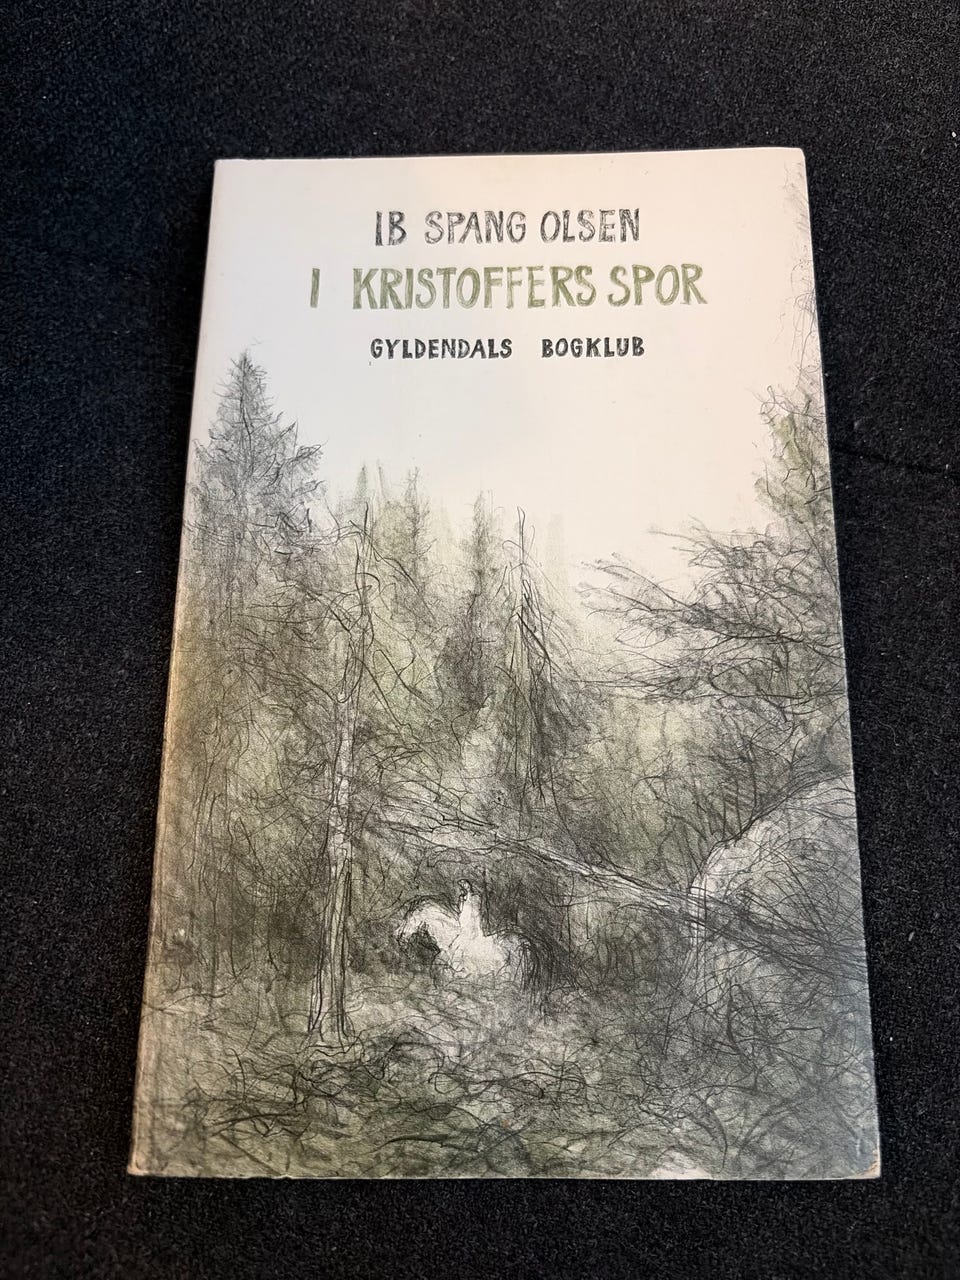 IB SPANG OLSEN
I KRISTOFFERS SPOR
GYLDENDALS BOGKLUB